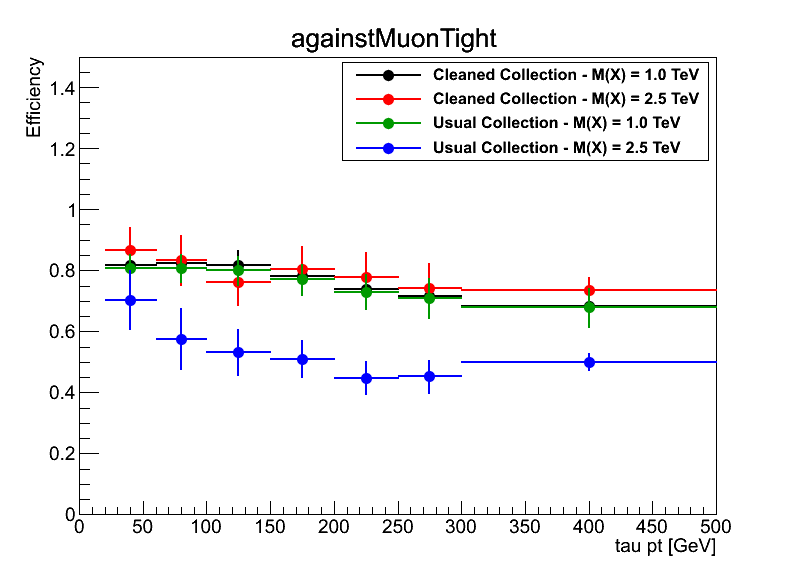 againstMuonTight
Efficiency
Cleaned Collection - M(X) = 1.0 TeV
Cleaned Collection - M(X) = 2.5 TeV
Usual Collection - M(X) = 1.0 TeV
Usual Collection - M(X) = 2.5 TeV
1.4
1.2
1
0.8
0.6
0.4
0.2
0
0 50 100 150 200 250 300 350 400 450 500
tau pt [GeV]